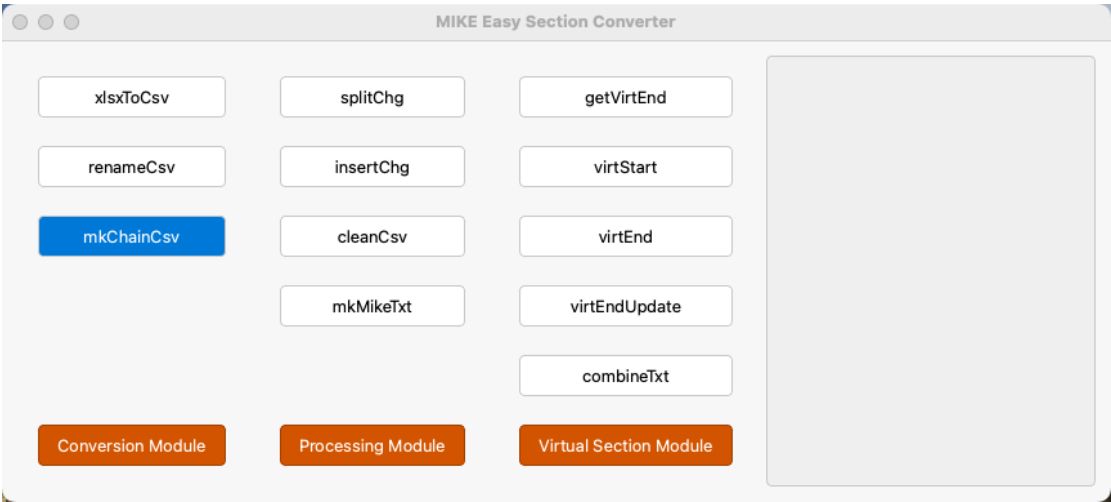 MIKE Easy Section Converter
xlsxToCsv
splitChg
getVirtEnd
renameCsv
insertChg
virtStart
mkChainCsv
cleanCsv
virtEnd
mkMikeTxt
virtEndUpdate
combineTxt
Conversion Module
Processing Module
Virtual Section Module